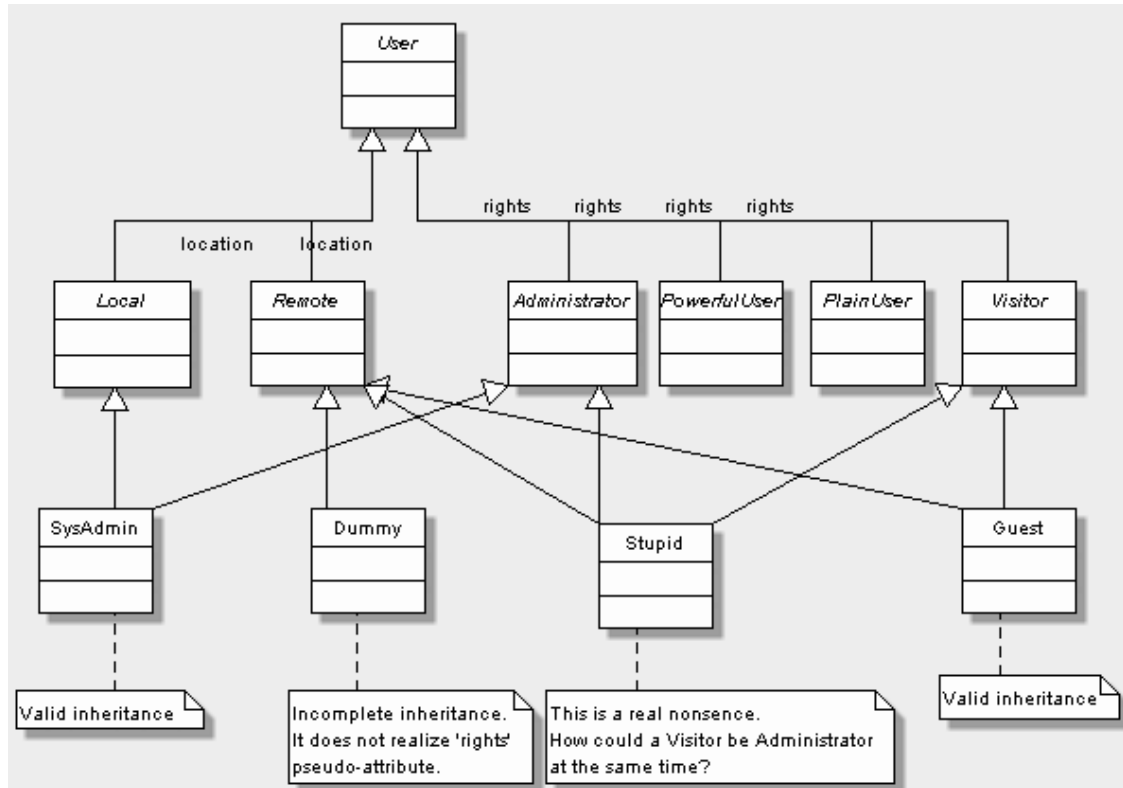 User
rights rights rights rights
location location
Local Remote Administrator PowerfulUser PlainUser Visitor
SysAdmin Dummy Stupid Guest
Valid inheritance
Incomplete inheritance.
It does not realize 'rights'
pseudo-attribute.
This is a real nonsence.
How could a Visitor be Administrator
at the same time?
Valid inheritance